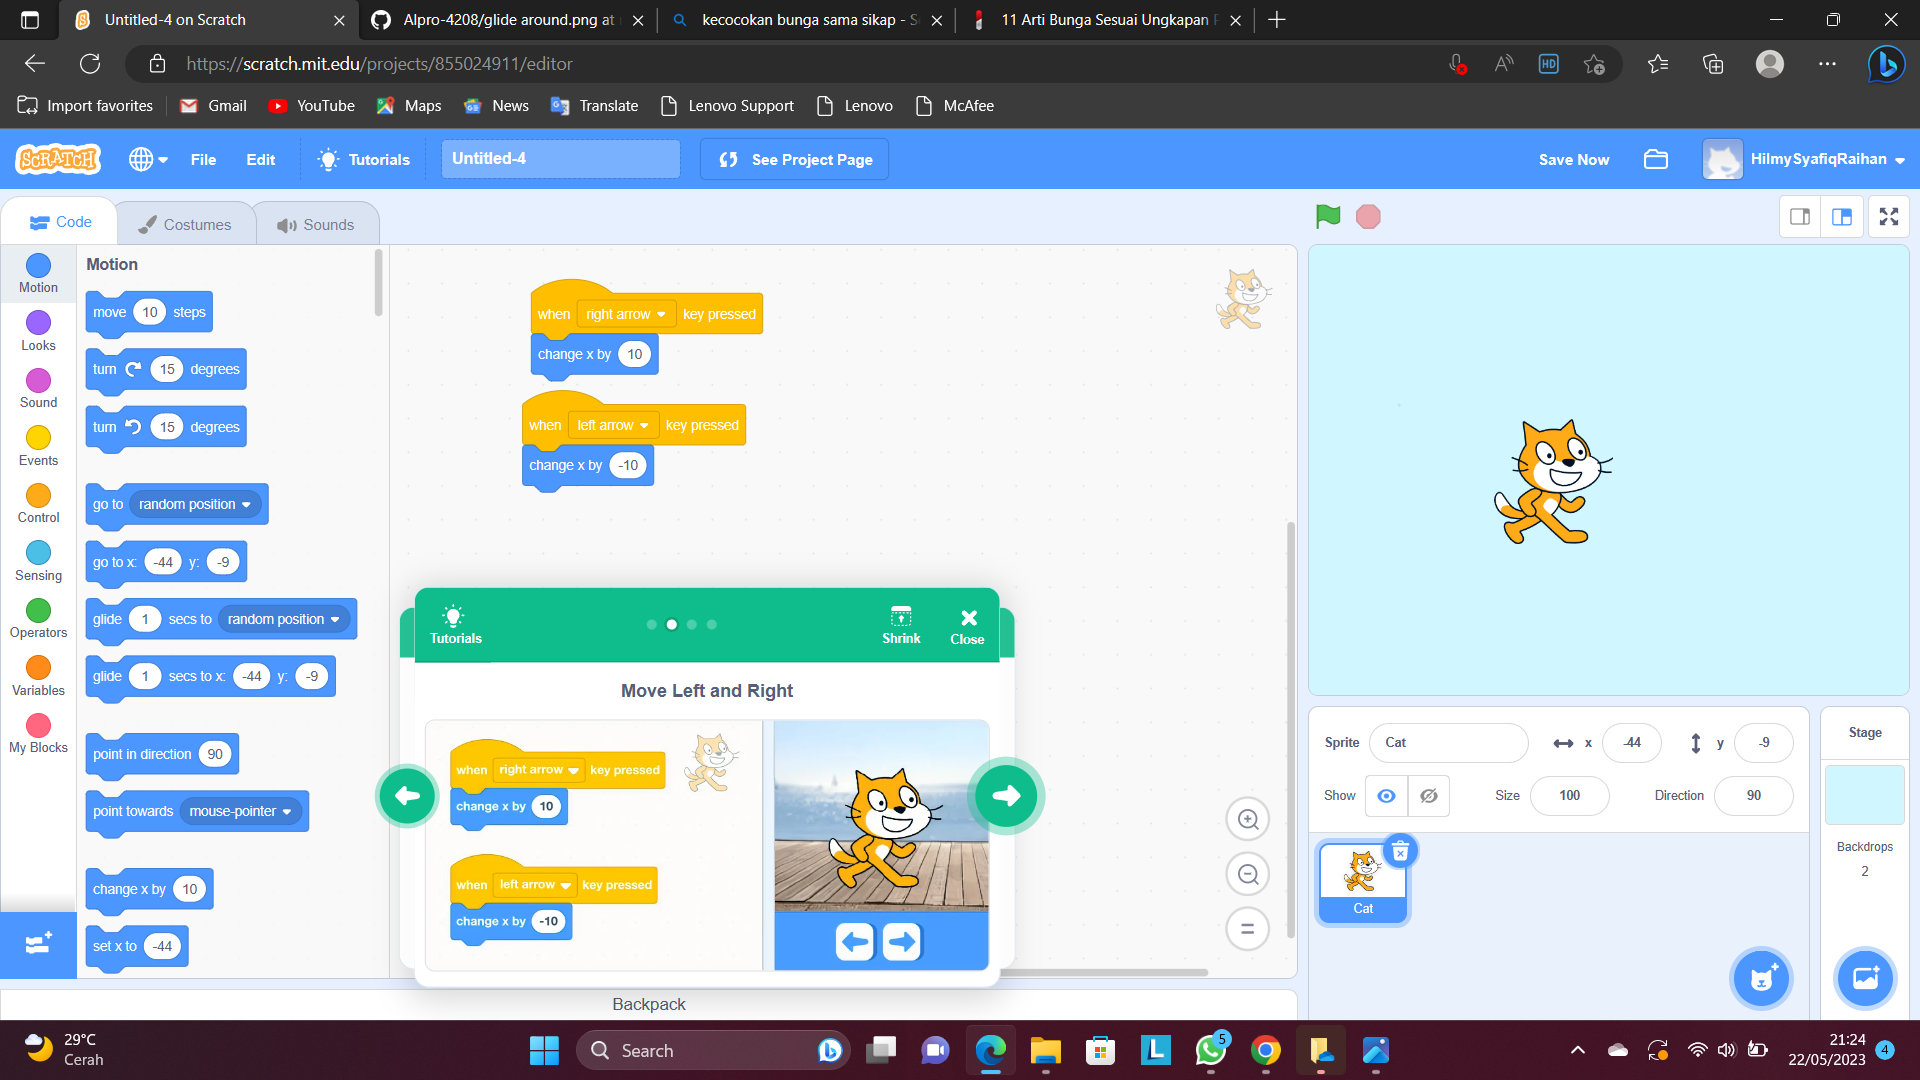 Untitled-4 on Scratch
Alpro-4208/glide around.png at
kecocokan bunga sama sikap - S
11 Arti Bunga Sesuai Ungkapan
https://scratch.mit.edu/projects/855024911/editor
HD
Import favorites
Gmail
YouTube
Maps
News
Translate
Lenovo Support
Lenovo
McAfee
SCRATCH
File
Edit
Tutorials
Untitled-4
See Project Page
Save Now
HilmySyafiqRaihan
Code
Costumes
Sounds
Motion
Looks
Sound
Events
Control
Sensing
Operators
Variables
My Blocks
Motion
move 10 steps
turn 15 degrees
turn 15 degrees
go to random position
go to x: -44 y: -9
glide 1 secs to random position
glide 1 secs to x: -44 y: -9
point in direction 90
point towards mouse-pointer
change x by 10
set x to -44
when right arrow key pressed
change x by 10
when left arrow key pressed
change x by -10
Tutorials
Shrink
Close
Move Left and Right
when right arrow key pressed
change x by 10
when left arrow key pressed
change x by -10
Backpack
Sprite Cat x -44 y -9
Show Size 100 Direction 90
Cat
Stage
Backdrops
2
29°C
Cerah
Search
L
5
21:24
22/05/2023
4